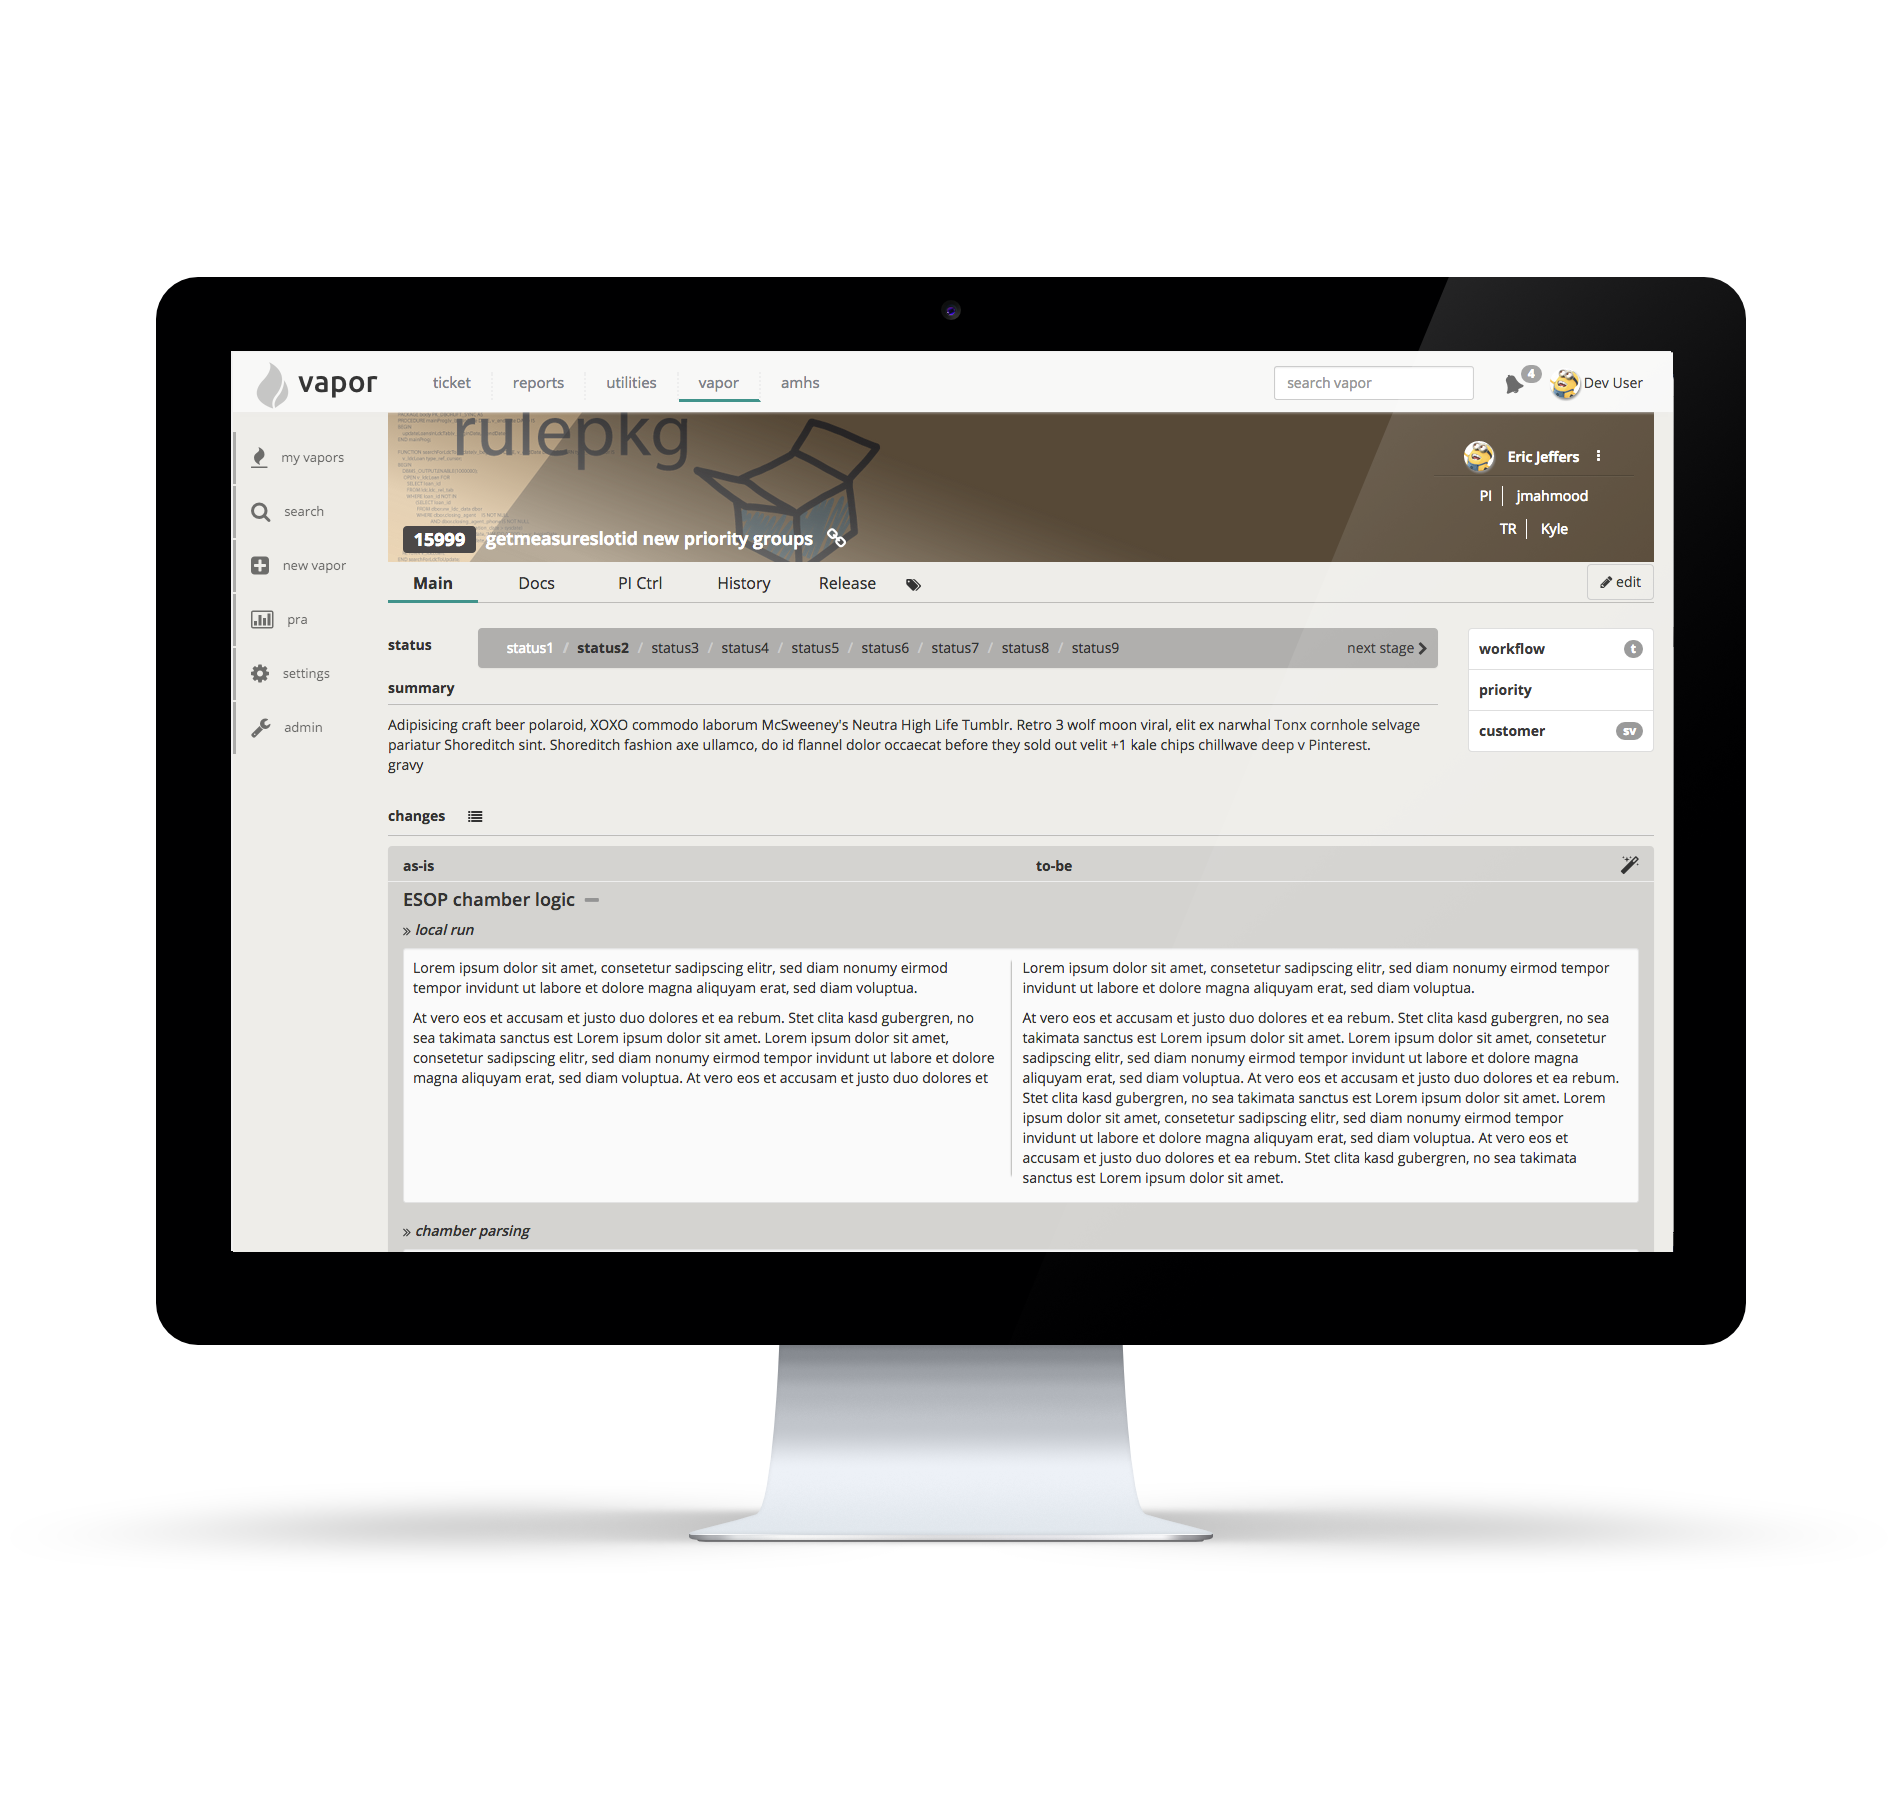 vapor
ticket
reports
utilities
vapor
amhs
search vapor
4
Dev User
my vapors
search
new vapor
pra
settings
admin
rulepkg
15999 getmeasureslotid new priority groups
Eric Jeffers
PI jmahmood
TR Kyle
Main
Docs
PI Ctrl
History
Release
edit
status
status1 / status2 / status3 / status4 / status5 / status6 / status7 / status8 / status9
next stage
workflow t
priority
customer sv
summary
Adipisicing craft beer polaroid, XOXO commodo laborum McSweeney's Neutra High Life Tumblr. Retro 3 wolf moon viral, elit ex narwhal Tonx cornhole selvage
pariatur Shoreditch sint. Shoreditch fashion axe ullamco, do id flannel dolor occaecat before they sold out velit +1 kale chips chillwave deep v Pinterest.
gravy
changes
as-is
to-be
ESOP chamber logic
» local run
Lorem ipsum dolor sit amet, consetetur sadipscing elitr, sed diam nonumy eirmod
tempor invidunt ut labore et dolore magna aliquyam erat, sed diam voluptua.
At vero eos et accusam et justo duo dolores et ea rebum. Stet clita kasd gubergren, no
sea takimata sanctus est Lorem ipsum dolor sit amet. Lorem ipsum dolor sit amet,
consetetur sadipscing elitr, sed diam nonumy eirmod tempor invidunt ut labore et dolore
magna aliquyam erat, sed diam voluptua. At vero eos et accusam et justo duo dolores et
Lorem ipsum dolor sit amet, consetetur sadipscing elitr, sed diam nonumy eirmod tempor
invidunt ut labore et dolore magna aliquyam erat, sed diam voluptua.
At vero eos et accusam et justo duo dolores et ea rebum. Stet clita kasd gubergren, no sea
takimata sanctus est Lorem ipsum dolor sit amet. Lorem ipsum dolor sit amet, consetetur
sadipscing elitr, sed diam nonumy eirmod tempor invidunt ut labore et dolore magna
aliquyam erat, sed diam voluptua. At vero eos et accusam et justo duo dolores et ea rebum.
Stet clita kasd gubergren, no sea takimata sanctus est Lorem ipsum dolor sit amet. Lorem
ipsum dolor sit amet, consetetur sadipscing elitr, sed diam nonumy eirmod tempor
invidunt ut labore et dolore magna aliquyam erat, sed diam voluptua. At vero eos et
accusam et justo duo dolores et ea rebum. Stet clita kasd gubergren, no sea takimata
sanctus est Lorem ipsum dolor sit amet.
» chamber parsing